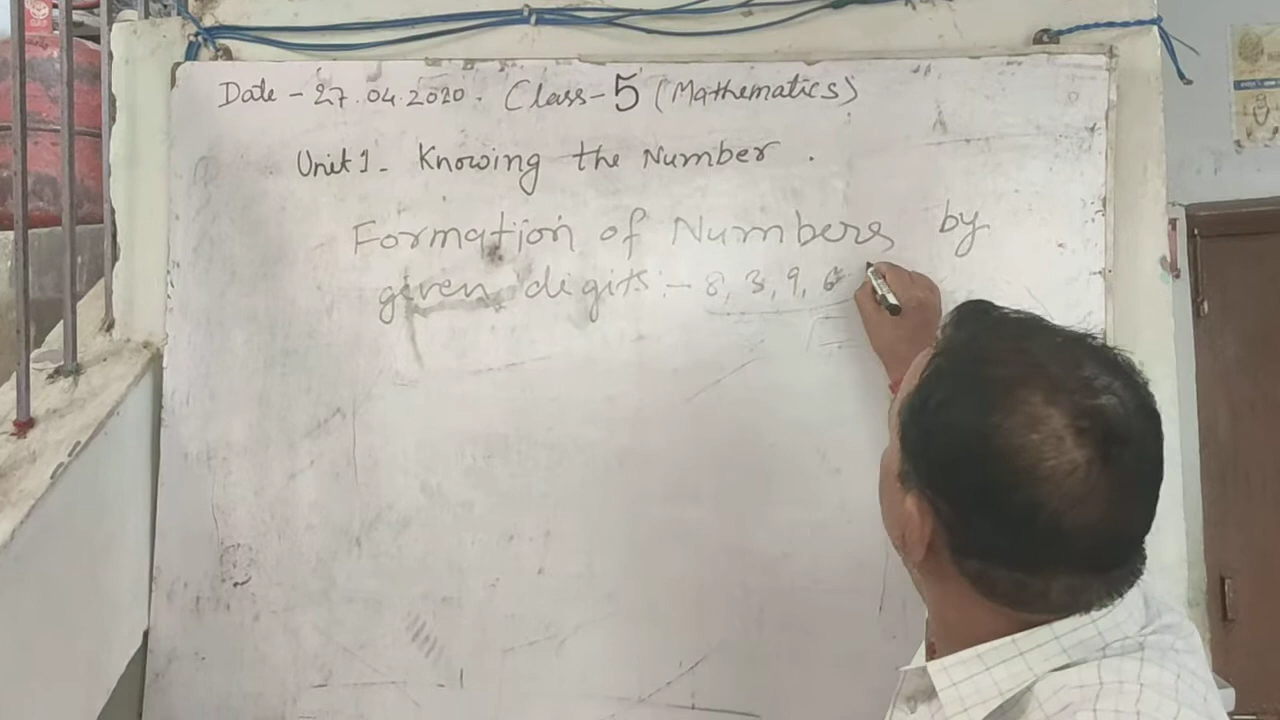 Date - 27.04.2020. Class-5 (Mathematics)
Unit 1- Knowing the Number.
Formation of Numbers by
given digits:- 8, 3, 9, 6